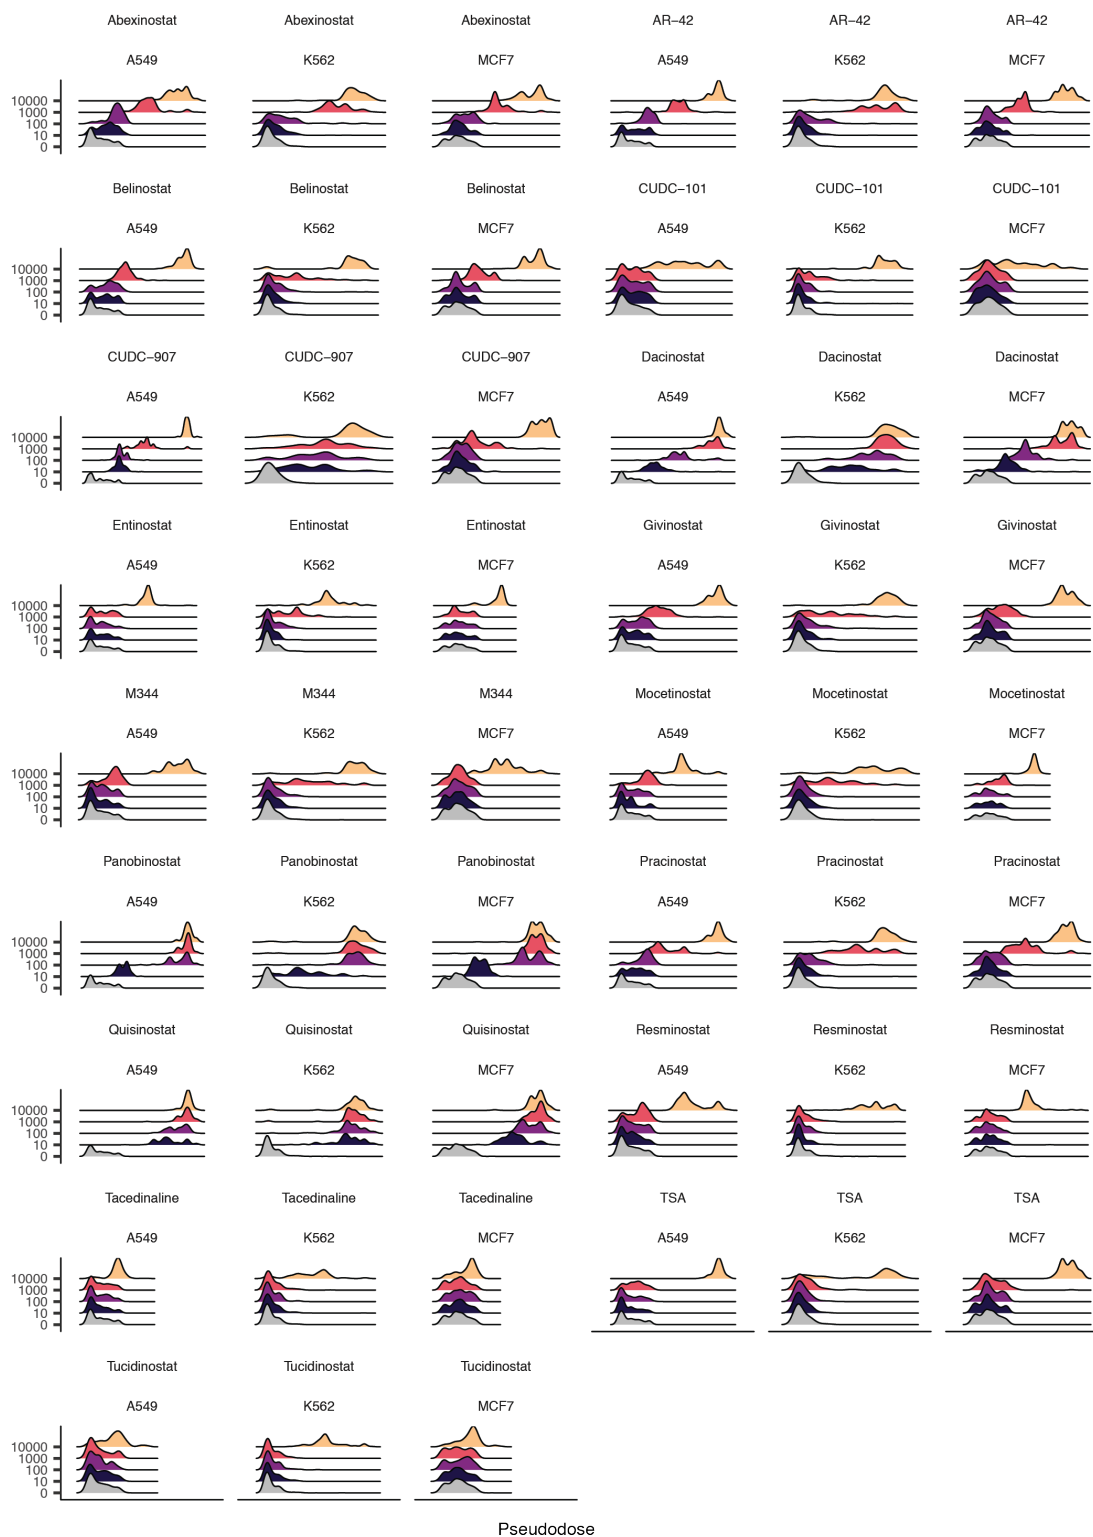 Abexinostat Abexinostat Abexinostat AR−42 AR−42 AR−42
A549 K562 MCF7 A549 K562 MCF7
10000
1000
100
10
0
Belinostat Belinostat Belinostat CUDC−101 CUDC−101 CUDC−101
A549 K562 MCF7 A549 K562 MCF7
10000
1000
100
10
0
CUDC−907 CUDC−907 CUDC−907 Dacinostat Dacinostat Dacinostat
A549 K562 MCF7 A549 K562 MCF7
10000
1000
100
10
0
Entinostat Entinostat Entinostat Givinostat Givinostat Givinostat
A549 K562 MCF7 A549 K562 MCF7
10000
1000
100
10
0
M344 M344 M344 Mocetinostat Mocetinostat Mocetinostat
A549 K562 MCF7 A549 K562 MCF7
10000
1000
100
10
0
Panobinostat Panobinostat Panobinostat Pracinostat Pracinostat Pracinostat
A549 K562 MCF7 A549 K562 MCF7
10000
1000
100
10
0
Quisinostat Quisinostat Quisinostat Resminostat Resminostat Resminostat
A549 K562 MCF7 A549 K562 MCF7
10000
1000
100
10
0
Tacedinaline Tacedinaline Tacedinaline TSA TSA TSA
A549 K562 MCF7 A549 K562 MCF7
10000
1000
100
10
0
Tucidinostat Tucidinostat Tucidinostat
A549 K562 MCF7
10000
1000
100
10
0
Pseudodose